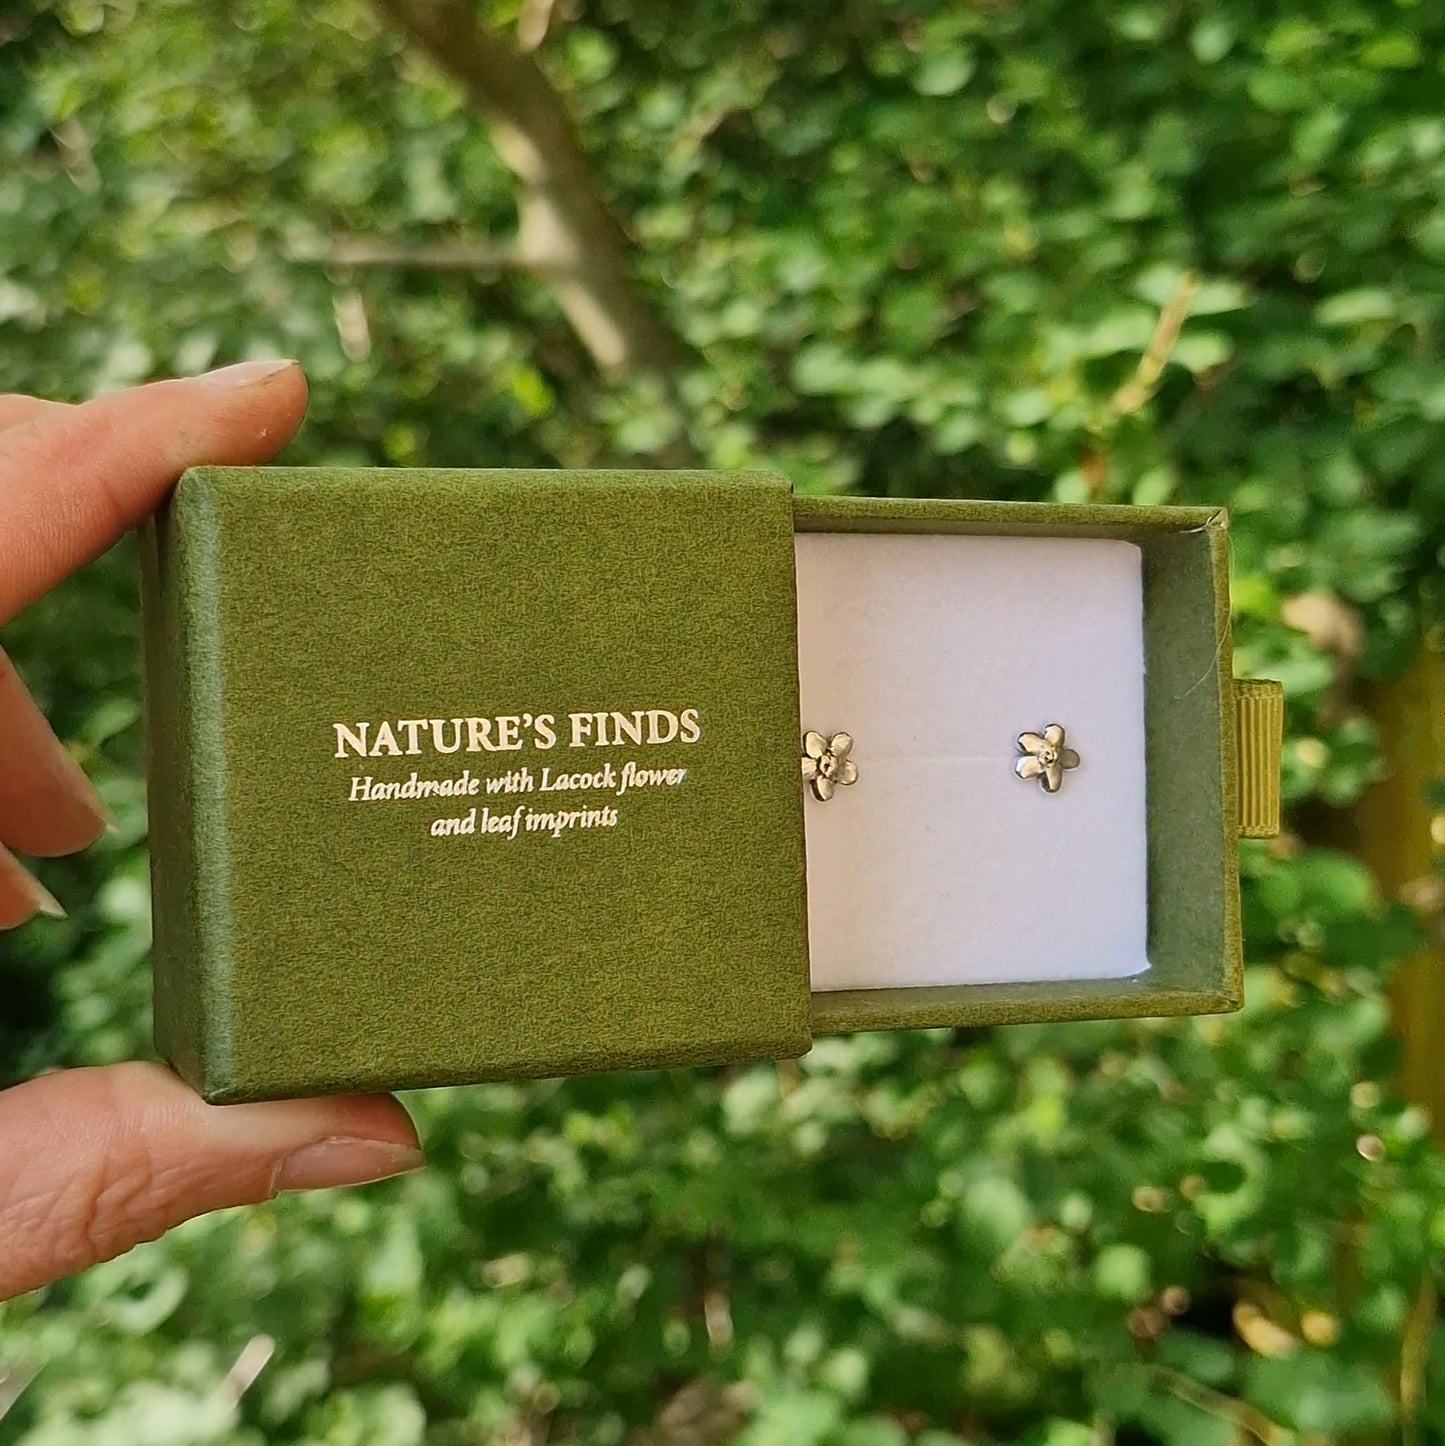 NATURE'S FINDS
Handmade with Lacock flower
and leaf imprints